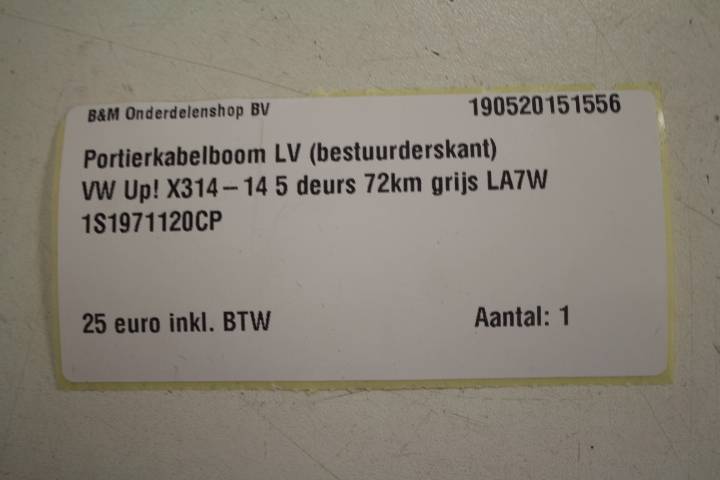 B&M Onderdelenshop BV 190520151556
Portierkabelboom LV (bestuurderskant)
VW Up! X314-14 5 deurs 72km grijs LA7W
1S1971120CP
25 euro inkl. BTW Aantal: 1